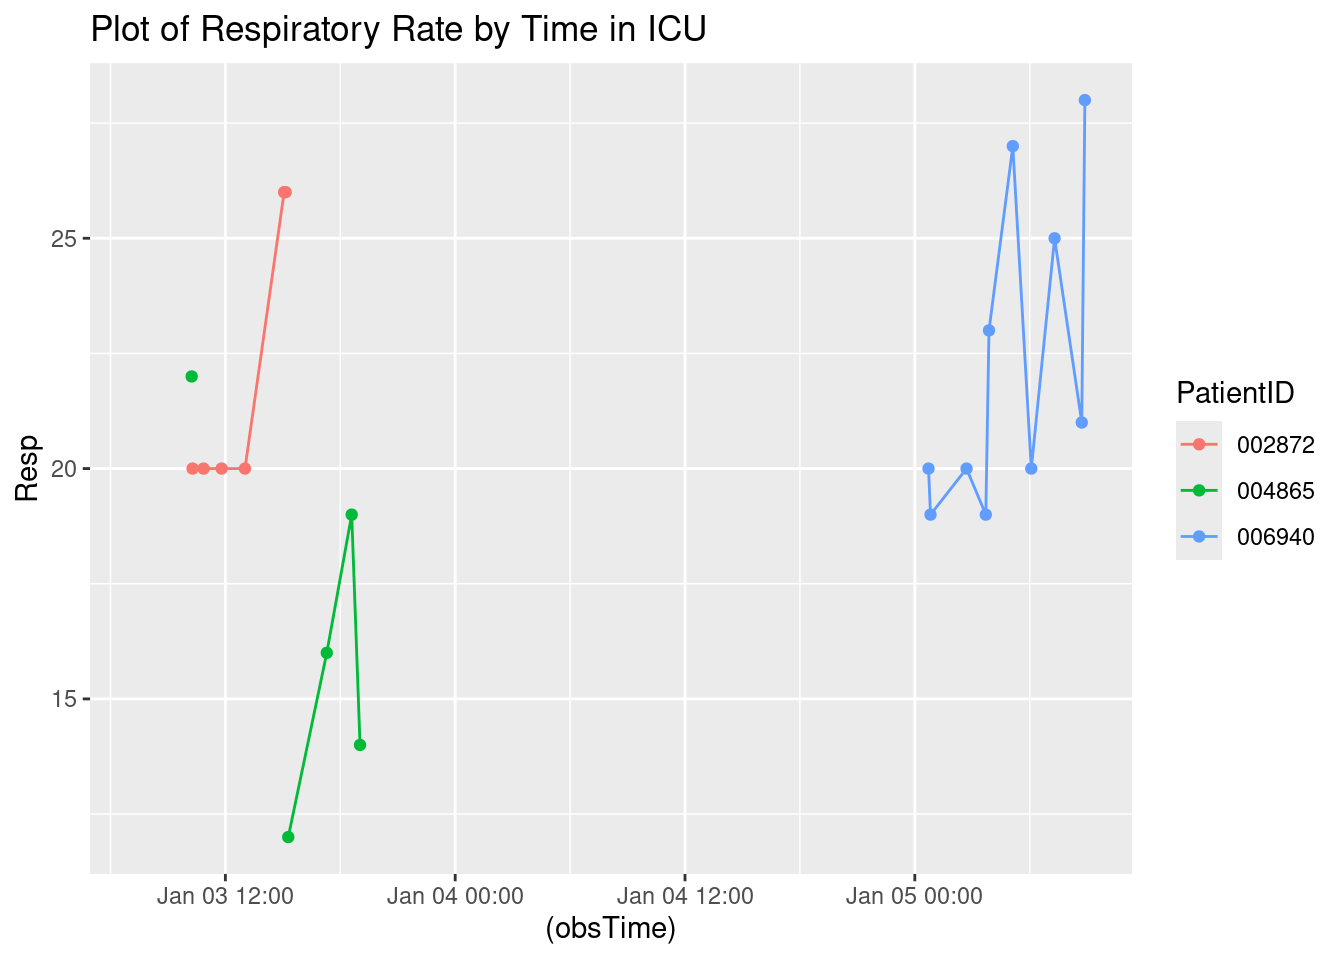 Plot of Respiratory Rate by Time in ICU
25
20
15
Resp
Jan 03 12:00
Jan 04 00:00
Jan 04 12:00
Jan 05 00:00
(obsTime)
PatientID
002872
004865
006940